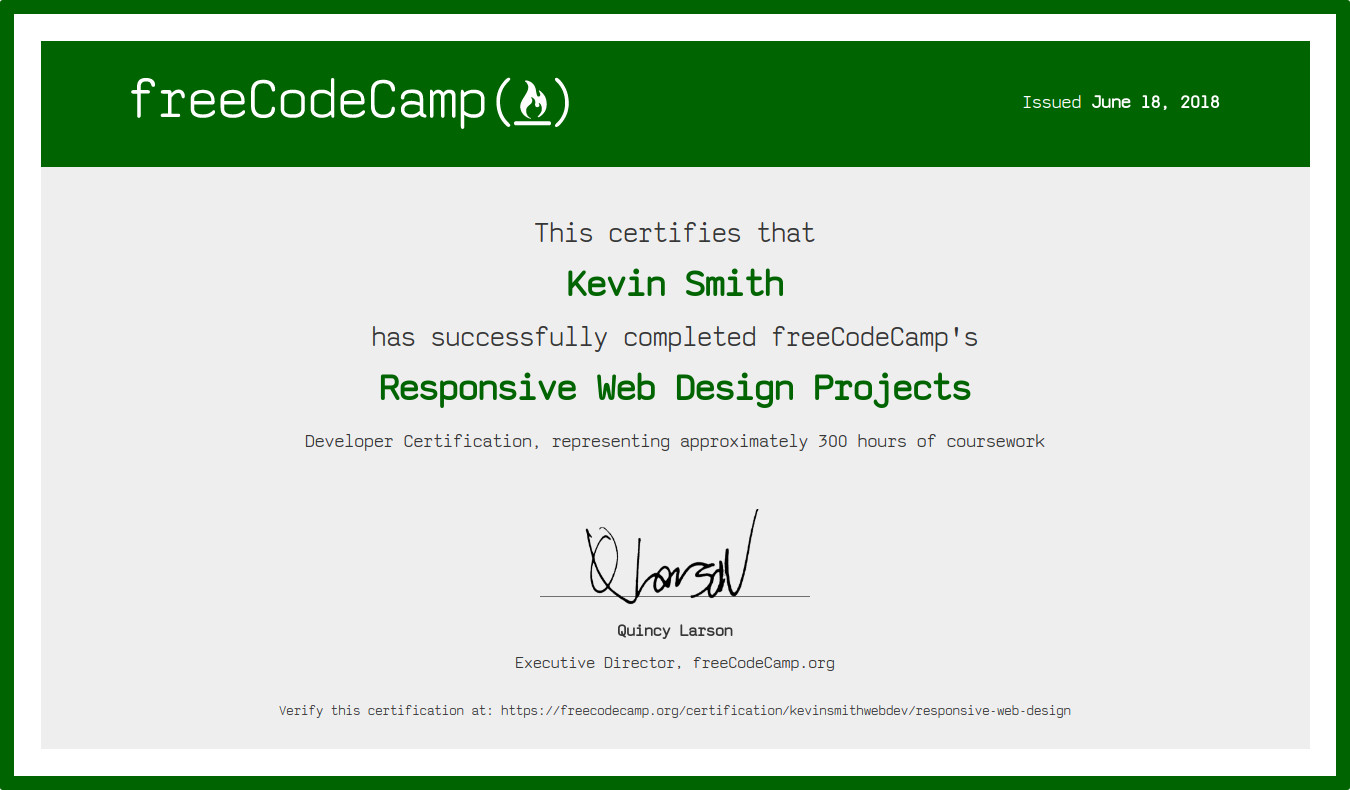 freeCodeCamp(🔥)
Issued June 18, 2018
This certifies that
Kevin Smith
has successfully completed freeCodeCamp's
Responsive Web Design Projects
Developer Certification, representing approximately 300 hours of coursework
Q Larson
Quincy Larson
Executive Director, freeCodeCamp.org
Verify this certification at: https://freecodecamp.org/certification/kevinsmithwebdev/responsive-web-design